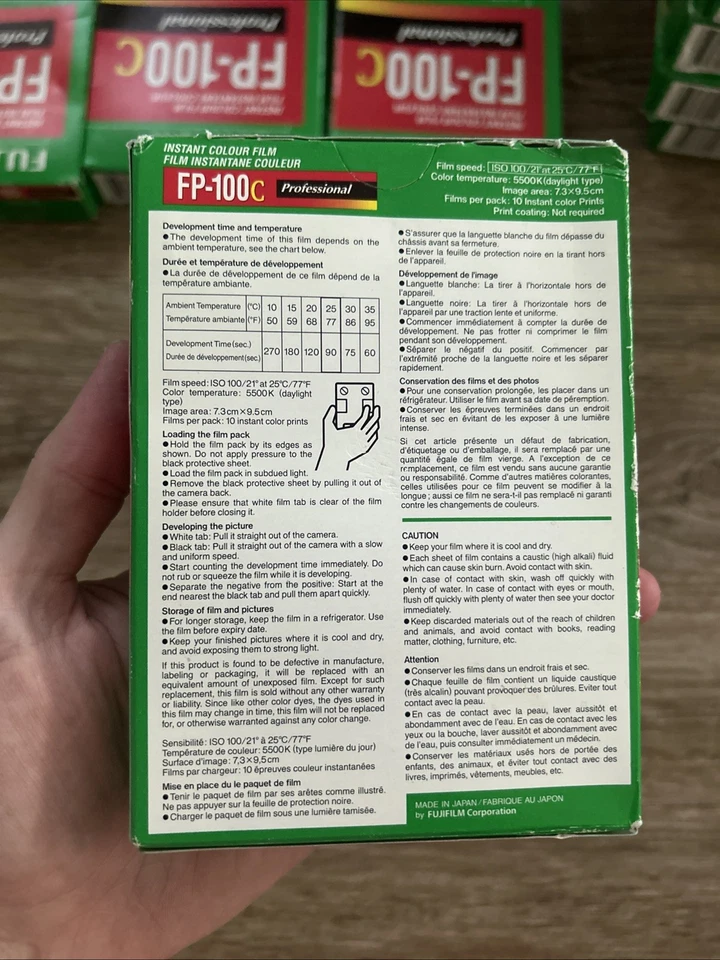 FP-100C
Professional
FP-100C
Professional
FP
FU
INSTANT COLOUR FILM
FILM INSTANTANE COULEUR
FP-100C Professional
Film speed: ISO 100/21° at 25°C/77°F
Color temperature: 5500K(daylight type)
Image area: 7.3×9.5cm
Films per pack: 10 Instant color Prints
Print coating: Not required
Development time and temperature
●The development time of this film depends on the
ambient temperature, see the chart below.
Durée et température de développement
●La durée de développement de ce film dépend de la
température ambiante.
Ambient Temperature (°C) 10 15 20 25 30 35
Température ambiante (°F) 50 59 68 77 86 95
Development Time(sec.)
Durée de développement(sec.) 270 180 120 90 75 60
Film speed: ISO 100/21° at 25°C/77°F
Color temperature: 5500K (daylight
type)
Image area: 7.3cm×9.5cm
Films per pack: 10 instant color prints
Loading the film pack
●Hold the film pack by its edges as
shown. Do not apply pressure to the
black protective sheet.
●Load the film pack in subdued light.
●Remove the black protective sheet by pulling it out of
the camera back.
●Please ensure that white film tab is clear of the film
holder before closing it.
Developing the picture
●White tab: Pull it straight out of the camera.
●Black tab: Pull it straight out of the camera with a slow
and uniform speed.
●Start counting the development time immediately. Do
not rub or squeeze the film while it is developing.
●Separate the negative from the positive: Start at the
end nearest the black tab and pull them apart quickly.
Storage of film and pictures
●For longer storage, keep the film in a refrigerator. Use
the film before expiry date.
●Keep your finished pictures where it is cool and dry,
and avoid exposing them to strong light.
If this product is found to be defective in manufacture,
labeling or packaging, it will be replaced with an
equivalent amount of unexposed film. Except for such
replacement, this film is sold without any other warranty
or liability. Since like other color dyes, the dyes used in
this film may change in time, this film will not be replaced
for, or otherwise warranted against any color change.
Sensibilité: ISO 100/21° à 25°C/77°F
Température de couleur: 5500K (type lumière du jour)
Surface d'image: 7,3×9,5cm
Films par chargeur: 10 épreuves couleur instantanées
Mise en place du le paquet de film
●Tenir le paquet de film par ses arêtes comme illustré.
Ne pas appuyer sur la feuille de protection noire.
●Charger le paquet de film sous une lumière tamisée.
●S'assurer que la languette blanche du film dépasse du
châssis avant sa fermeture.
●Enlever la feuille de protection noire en la tirant hors
de l'appareil.
Développement de l'image
●Languette blanche: La tirer à l'horizontale hors de
l'appareil.
●Languette noire: La tirer à l'horizontale hors de
l'appareil par une traction lente et uniforme.
●Commencer immédiatement à compter la durée de
développement. Ne pas frotter ni comprimer le film
pendant son développement.
●Séparer le négatif du positif. Commencer par
l'extrémité proche de la languette noire et les séparer
rapidement.
Conservation des films et des photos
●Pour une conservation prolongée, les placer dans un
réfrigérateur. Utiliser le film avant sa date de péremption.
●Conserver les épreuves terminées dans un endroit
frais et sec en évitant de les exposer à une lumière
intense.
Si cet article présente un défaut de fabrication,
d'étiquetage ou d'emballage, il sera remplacé par une
quantité égale de film vierge. A l'exception de ce
remplacement, ce film est vendu sans aucune garantie
ou responsabilité. Comme d'autres matières colorantes,
celles utilisées pour ce film peuvent se modifier à la
longue; aussi ce film ne sera-t-il pas remplacé ni garanti
contre les changements de couleurs.
CAUTION
●Keep your film where it is cool and dry.
●Each sheet of film contains a caustic (high alkali) fluid
which can cause skin burn. Avoid contact with skin.
●In case of contact with skin, wash off quickly with
plenty of water. In case of contact with eyes or mouth,
flush off quickly with plenty of water then see your doctor
immediately.
●Keep discarded materials out of the reach of children
and animals, and avoid contact with books, reading
matter, clothing, furniture, etc.
Attention
●Conserver les films dans un endroit frais et sec.
●Chaque feuille de film contient un liquide caustique
(très alcalin) pouvant provoquer des brûlures. Eviter tout
contact avec la peau.
●En cas de contact avec la peau, laver aussitôt et
abondamment avec de l'eau. En cas de contact avec les
yeux ou la bouche, laver aussitôt et abondamment avec
de l'eau, puis consulter immédiatement un médecin.
●Conserver les matériaux usés hors de portée des
enfants, des animaux, et éviter tout contact avec des
livres, imprimés, vêtements, meubles, etc.
MADE IN JAPAN/FABRIQUE AU JAPON
by FUJIFILM Corporation